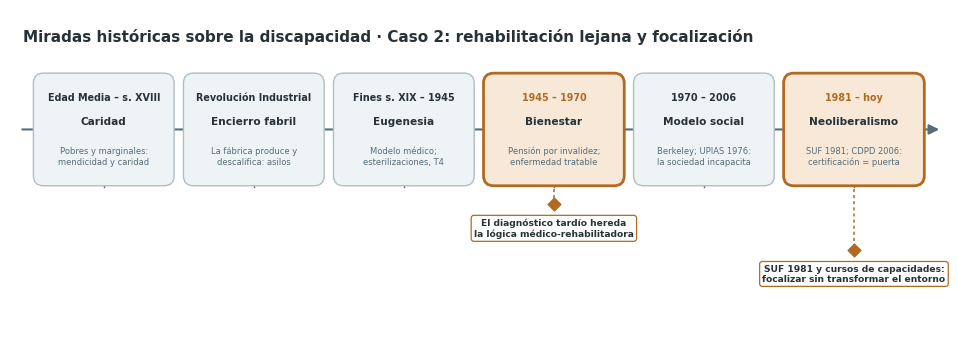 Miradas históricas sobre la discapacidad · Caso 2: rehabilitación lejana y focalización
Edad Media – s. XVIII
Caridad
Pobres y marginales:
mendicidad y caridad
Revolución Industrial
Encierro fabril
La fábrica produce y
descalifica: asilos
Fines s. XIX – 1945
Eugenesia
Modelo médico;
esterilizaciones, T4
1945 – 1970
Bienestar
Pensión por invalidez;
enfermedad tratable
1970 – 2006
Modelo social
Berkeley; UPIAS 1976:
la sociedad incapacita
1981 – hoy
Neoliberalismo
SUF 1981; CDPD 2006:
certificación = puerta
El diagnóstico tardío hereda
la lógica médico-rehabilitadora
SUF 1981 y cursos de capacidades:
focalizar sin transformar el entorno